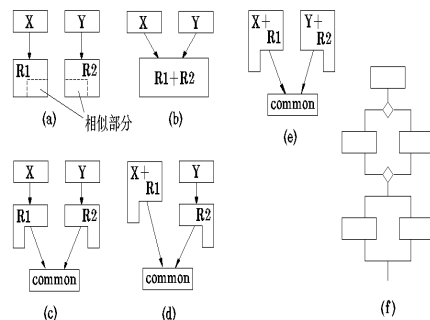 X Y
R1 R2
相似部分
(a)
X Y
R1+R2
(b)
X+ R1
Y+ R2
common
(e)
X Y
R1 R2
common
(c)
X+ R1
Y
R2
common
(d)
(f)